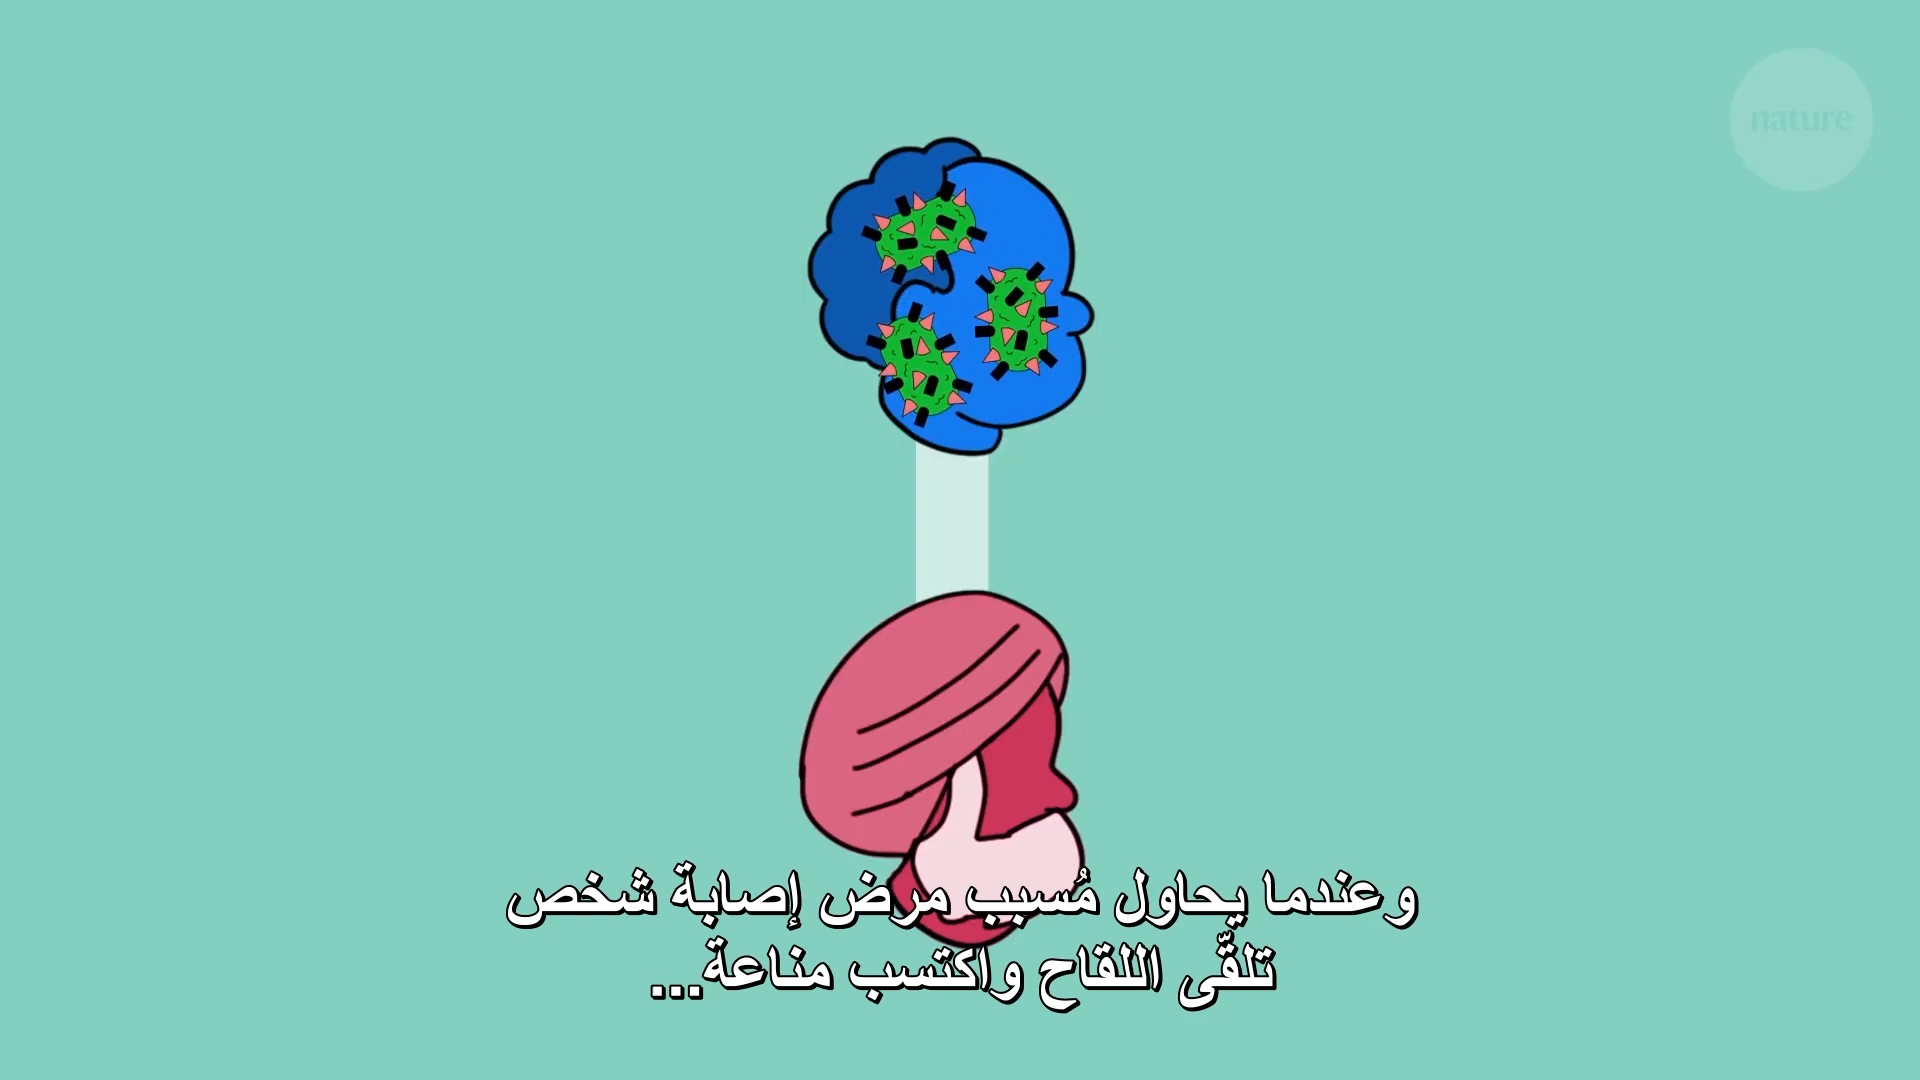 nature
وعندما يحاول مُسبب مرض إصابة شخص
تلقَّى اللقاح واكتسب مناعة...